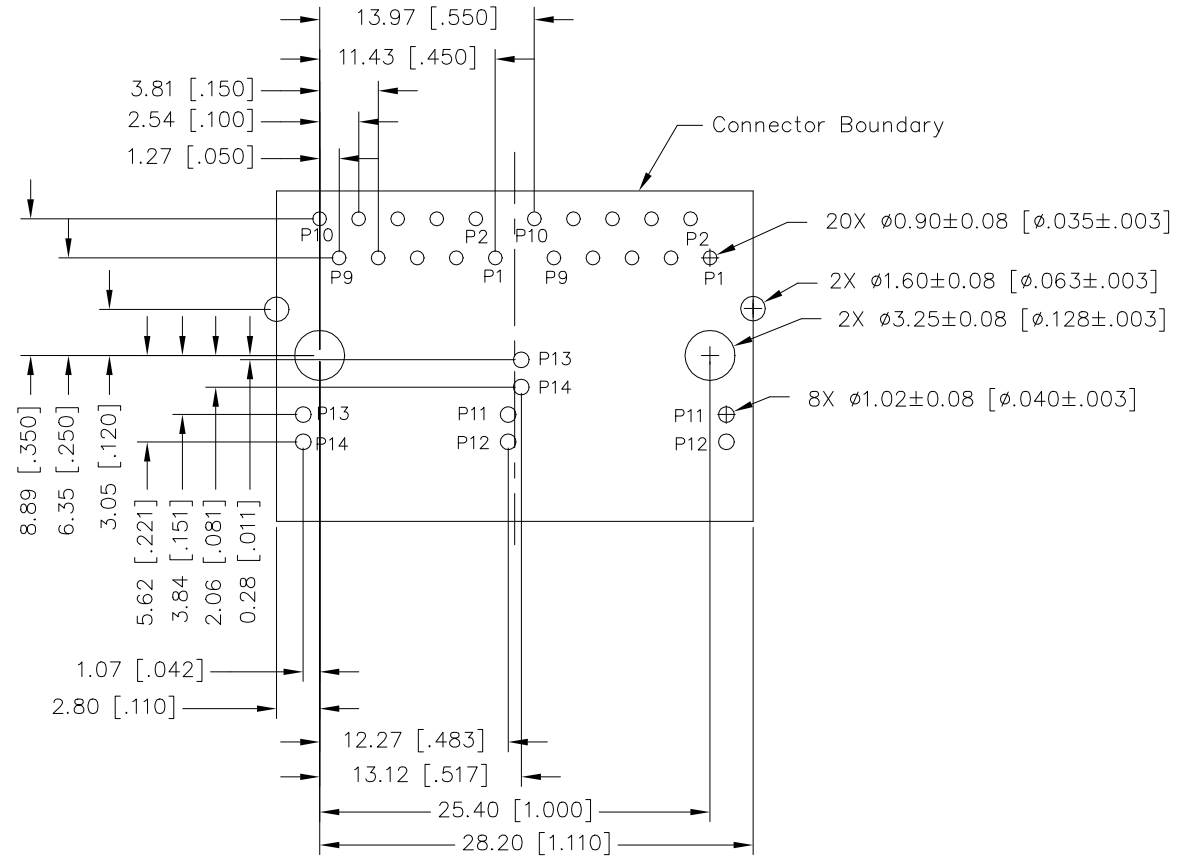 13.97 [.550]
11.43 [.450]
3.81 [.150]
2.54 [.100]
1.27 [.050]
Connector Boundary
P10 P2 P10 P2
20X ø0.90±0.08 [ø.035±.003]
P9 P1 P9 P1
2X ø1.60±0.08 [ø.063±.003]
2X ø3.25±0.08 [ø.128±.003]
P13
P14
8X ø1.02±0.08 [ø.040±.003]
P13 P11 P11
P14 P12 P12
8.89 [.350]
6.35 [.250]
3.05 [.120]
5.62 [.221]
3.84 [.151]
2.06 [.081]
0.28 [.011]
1.07 [.042]
2.80 [.110]
12.27 [.483]
13.12 [.517]
25.40 [1.000]
28.20 [1.110]